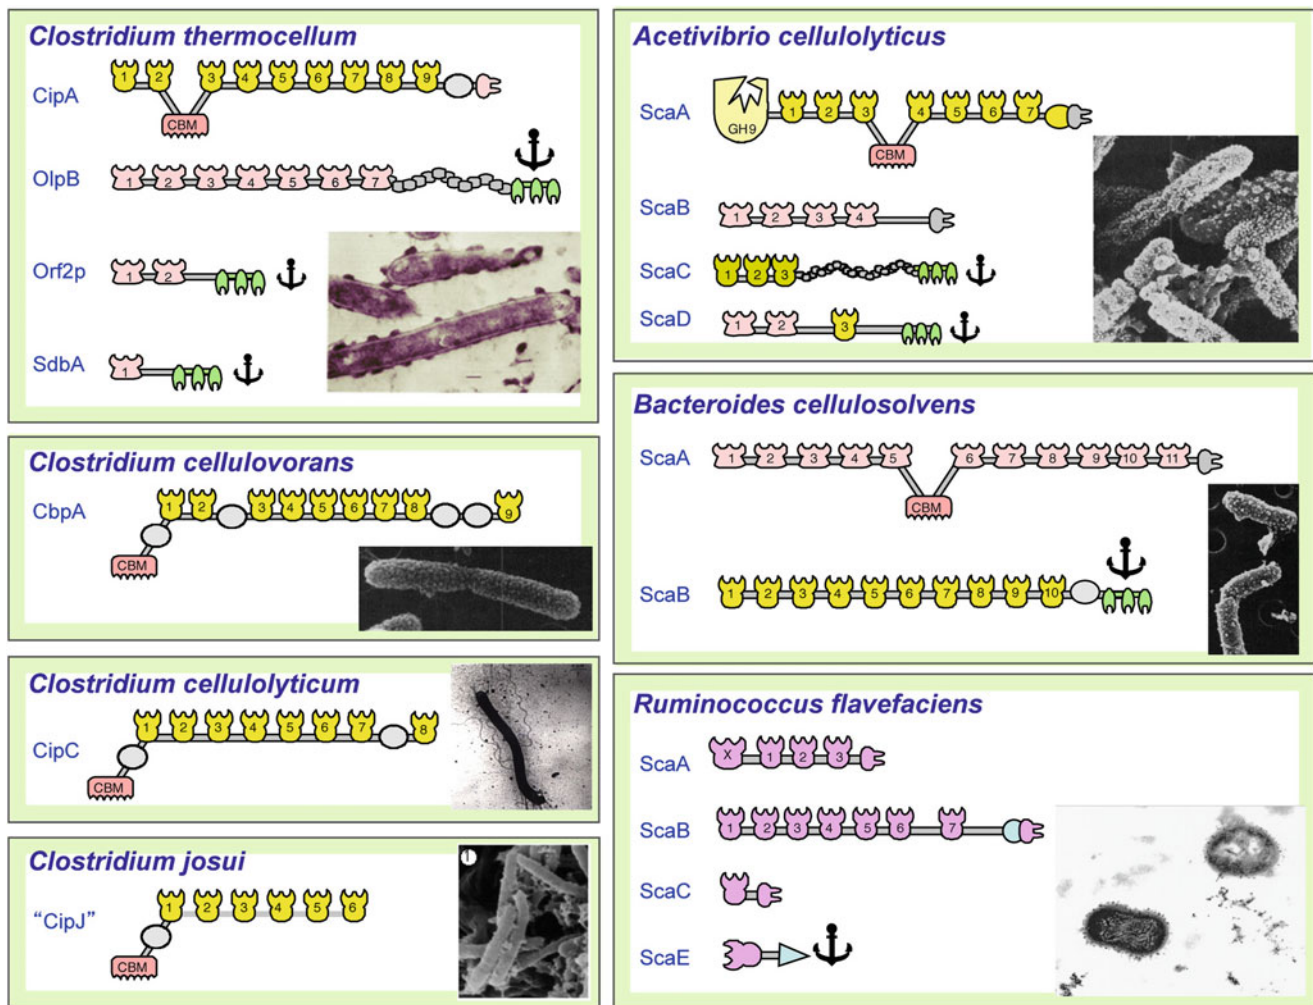 Clostridium thermocellum
CipA
1 2 3 4 5 6 7 8 9
CBM
OlpB
1 2 3 4 5 6 7
Orf2p
1 2
SdbA
1
Clostridium cellulovorans
CbpA
1 2 3 4 5 6 7 8 9
CBM
Clostridium cellulolyticum
CipC
1 2 3 4 5 6 7 8
CBM
Clostridium josui
"CipJ"
1 2 3 4 5 6
CBM
1
Acetivibrio cellulolyticus
ScaA
GH9
1 2 3 4 5 6 7
CBM
ScaB
1 2 3 4
ScaC
1 2 3
ScaD
1 2 3
Bacteroides cellulosolvens
ScaA
1 2 3 4 5 6 7 8 9 10 11
CBM
ScaB
1 2 3 4 5 6 7 8 9 10
Ruminococcus flavefaciens
ScaA
X 1 2 3
ScaB
1 2 3 4 5 6 7
ScaC
ScaE